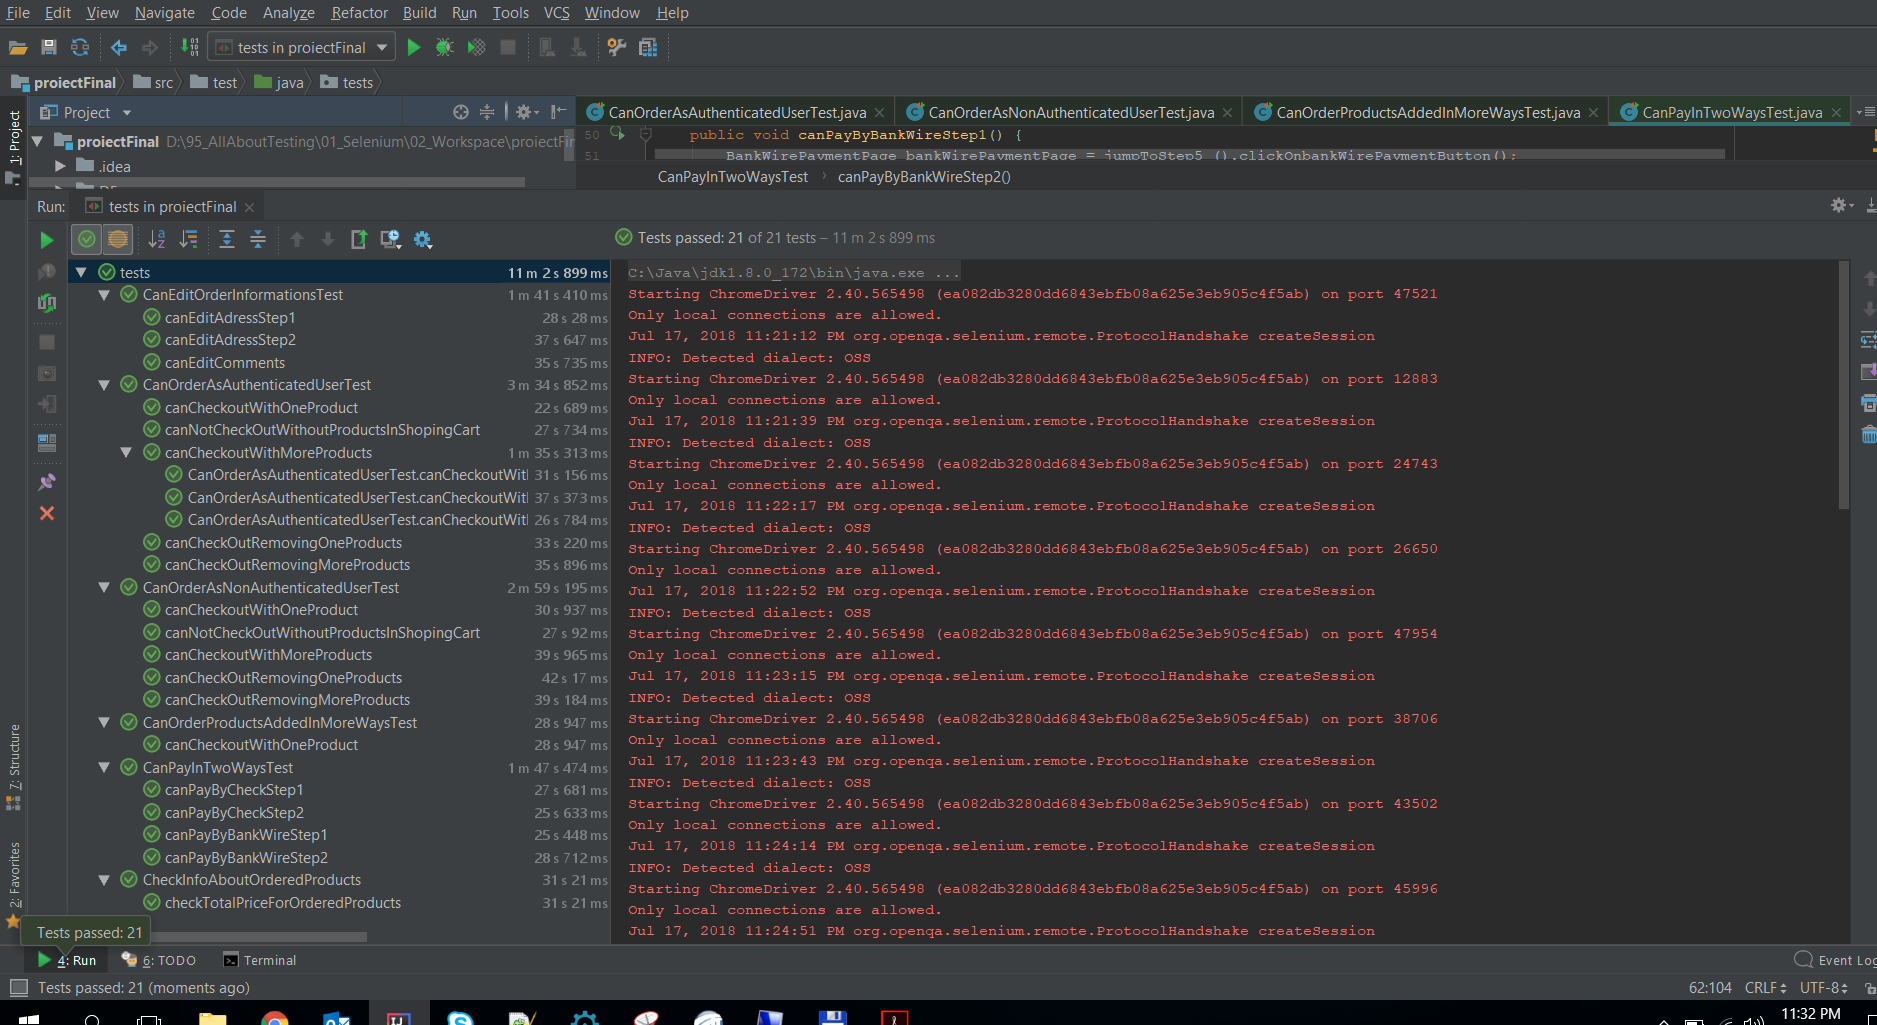 File Edit View Navigate Code Analyze Refactor Build Run Tools VCS Window Help
tests in proiectFinal
proiectFinal src test java tests
1: Project
Project
CanOrderAsAuthenticatedUserTest.java CanOrderAsNonAuthenticatedUserTest.java CanOrderProductsAddedInMoreWaysTest.java CanPayInTwoWaysTest.java
proiectFinal D:\95_AllAboutTesting\01_Selenium\02_Workspace\proiectFir
.idea
50 public void canPayByBankWireStep1() {
51 BankWirePaymentPage bankWirePaymentPage = jumpToStep5 ().clickOnbankWirePaymentButton();
CanPayInTwoWaysTest › canPayByBankWireStep2()
Run: tests in proiectFinal
Tests passed: 21 of 21 tests – 11 m 2 s 899 ms
tests 11 m 2 s 899 ms
CanEditOrderInformationsTest 1 m 41 s 410 ms
canEditAdressStep1 28 s 28 ms
canEditAdressStep2 37 s 647 ms
canEditComments 35 s 735 ms
CanOrderAsAuthenticatedUserTest 3 m 34 s 852 ms
canCheckoutWithOneProduct 22 s 689 ms
canNotCheckOutWithoutProductsInShopingCart 27 s 734 ms
canCheckoutWithMoreProducts 1 m 35 s 313 ms
CanOrderAsAuthenticatedUserTest.canCheckoutWitl 31 s 156 ms
CanOrderAsAuthenticatedUserTest.canCheckoutWitl 37 s 373 ms
CanOrderAsAuthenticatedUserTest.canCheckoutWitl 26 s 784 ms
canCheckOutRemovingOneProducts 33 s 220 ms
canCheckOutRemovingMoreProducts 35 s 896 ms
CanOrderAsNonAuthenticatedUserTest 2 m 59 s 195 ms
canCheckoutWithOneProduct 30 s 937 ms
canNotCheckOutWithoutProductsInShopingCart 27 s 92 ms
canCheckoutWithMoreProducts 39 s 965 ms
canCheckOutRemovingOneProducts 42 s 17 ms
canCheckOutRemovingMoreProducts 39 s 184 ms
CanOrderProductsAddedInMoreWaysTest 28 s 947 ms
canCheckoutWithOneProduct 28 s 947 ms
CanPayInTwoWaysTest 1 m 47 s 474 ms
canPayByCheckStep1 27 s 681 ms
canPayByCheckStep2 25 s 633 ms
canPayByBankWireStep1 25 s 448 ms
canPayByBankWireStep2 28 s 712 ms
CheckInfoAboutOrderedProducts 31 s 21 ms
checkTotalPriceForOrderedProducts 31 s 21 ms
C:\Java\jdk1.8.0_172\bin\java.exe ...
Starting ChromeDriver 2.40.565498 (ea082db3280dd6843ebfb08a625e3eb905c4f5ab) on port 47521
Only local connections are allowed.
Jul 17, 2018 11:21:12 PM org.openqa.selenium.remote.ProtocolHandshake createSession
INFO: Detected dialect: OSS
Starting ChromeDriver 2.40.565498 (ea082db3280dd6843ebfb08a625e3eb905c4f5ab) on port 12883
Only local connections are allowed.
Jul 17, 2018 11:21:39 PM org.openqa.selenium.remote.ProtocolHandshake createSession
INFO: Detected dialect: OSS
Starting ChromeDriver 2.40.565498 (ea082db3280dd6843ebfb08a625e3eb905c4f5ab) on port 24743
Only local connections are allowed.
Jul 17, 2018 11:22:17 PM org.openqa.selenium.remote.ProtocolHandshake createSession
INFO: Detected dialect: OSS
Starting ChromeDriver 2.40.565498 (ea082db3280dd6843ebfb08a625e3eb905c4f5ab) on port 26650
Only local connections are allowed.
Jul 17, 2018 11:22:52 PM org.openqa.selenium.remote.ProtocolHandshake createSession
INFO: Detected dialect: OSS
Starting ChromeDriver 2.40.565498 (ea082db3280dd6843ebfb08a625e3eb905c4f5ab) on port 47954
Only local connections are allowed.
Jul 17, 2018 11:23:15 PM org.openqa.selenium.remote.ProtocolHandshake createSession
INFO: Detected dialect: OSS
Starting ChromeDriver 2.40.565498 (ea082db3280dd6843ebfb08a625e3eb905c4f5ab) on port 38706
Only local connections are allowed.
Jul 17, 2018 11:23:43 PM org.openqa.selenium.remote.ProtocolHandshake createSession
INFO: Detected dialect: OSS
Starting ChromeDriver 2.40.565498 (ea082db3280dd6843ebfb08a625e3eb905c4f5ab) on port 43502
Only local connections are allowed.
Jul 17, 2018 11:24:14 PM org.openqa.selenium.remote.ProtocolHandshake createSession
INFO: Detected dialect: OSS
Starting ChromeDriver 2.40.565498 (ea082db3280dd6843ebfb08a625e3eb905c4f5ab) on port 45996
Only local connections are allowed.
Jul 17, 2018 11:24:51 PM org.openqa.selenium.remote.ProtocolHandshake createSession
7: Structure
2: Favorites
Tests passed: 21
4: Run 6: TODO Terminal Event Log
Tests passed: 21 (moments ago) 62:104 CRLF UTF-8
11:32 PM